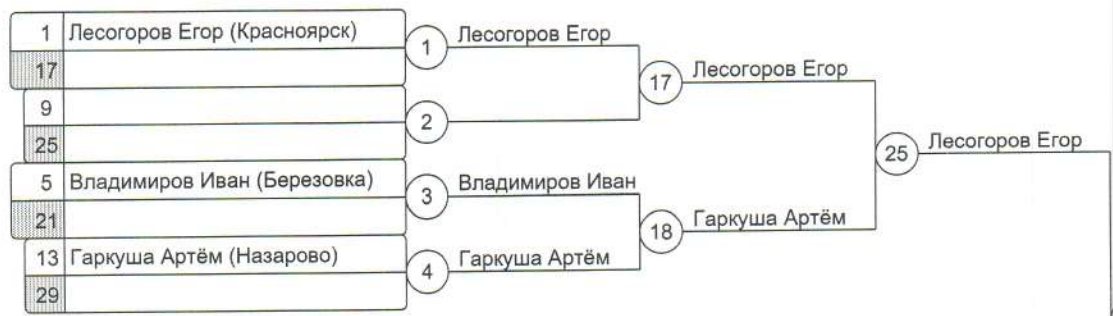 1 Лесогоров Егор (Красноярск)
17
1 Лесогоров Егор
9
25
2
17 Лесогоров Егор
5 Владимиров Иван (Березовка)
21
3 Владимиров Иван
13 Гаркуша Артём (Назарово)
29
4 Гаркуша Артём
18 Гаркуша Артём
25 Лесогоров Егор